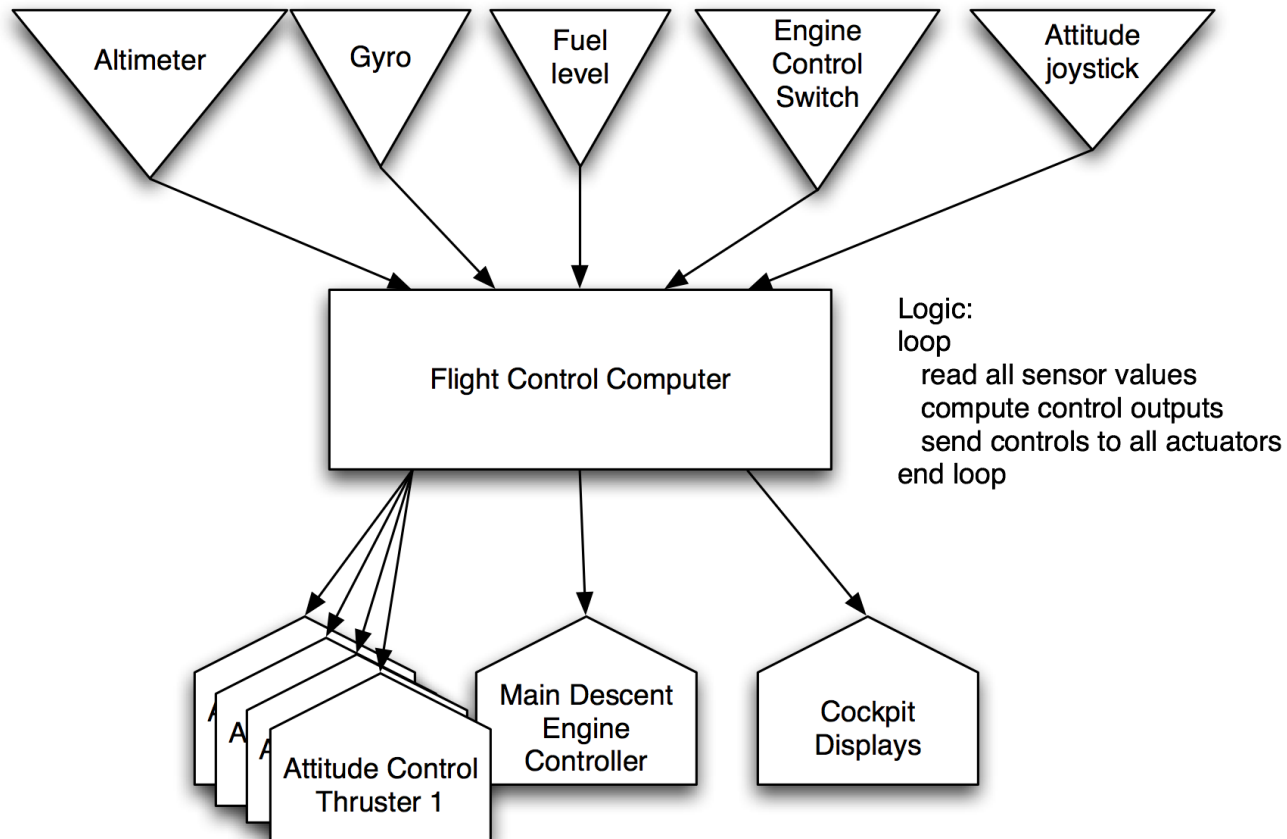 Altimeter
Gyro
Fuel
level
Engine
Control
Switch
Attitude
joystick
Flight Control Computer
Logic:
loop
read all sensor values
compute control outputs
send controls to all actuators
end loop
A
A
A
Attitude Control
Thruster 1
Main Descent
Engine
Controller
Cockpit
Displays